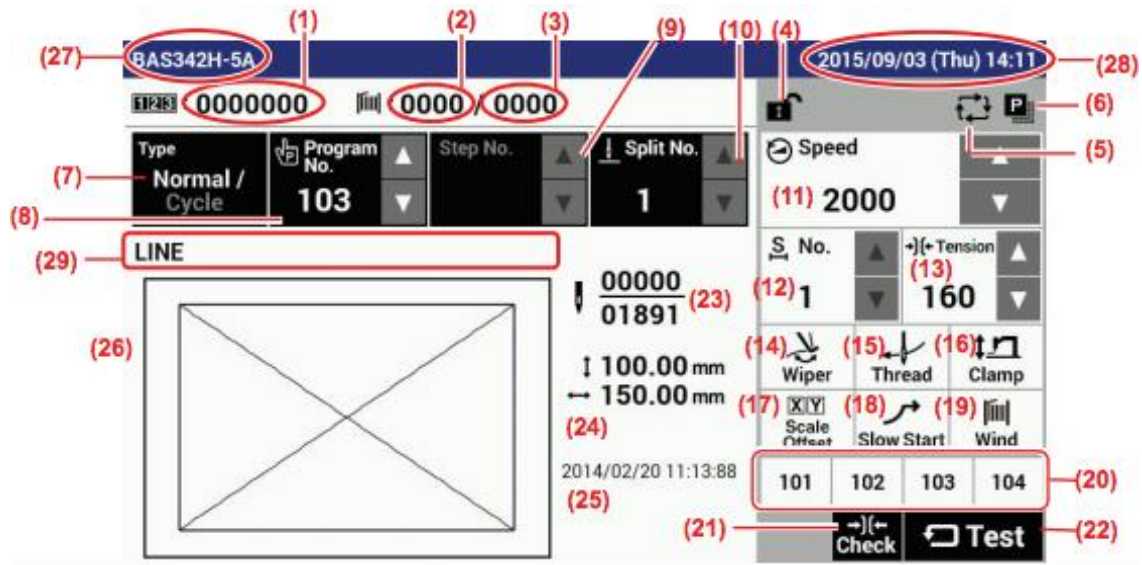 (1) (2) (3) (9) (10) (4)
(27) BAS342H-5A 2015/09/03 (Thu) 14:11 (28)
123 0000000 0000 / 0000 (6)
(5)
Type Program No. Step No. Split No. Speed
(7) Normal / Cycle 103 1 (11) 2000
(8)
(29) LINE S No. Tension
(12) 1 (13) 160
00000 (23)
01891
(26) (14) Wiper (15) Thread (16) Clamp
100.00 mm
150.00 mm
(24) (17) XY Scale Offset (18) Slow Start (19) Wind
2014/02/20 11:13:88
(25) 101 102 103 104 (20)
(21) Check Test (22)